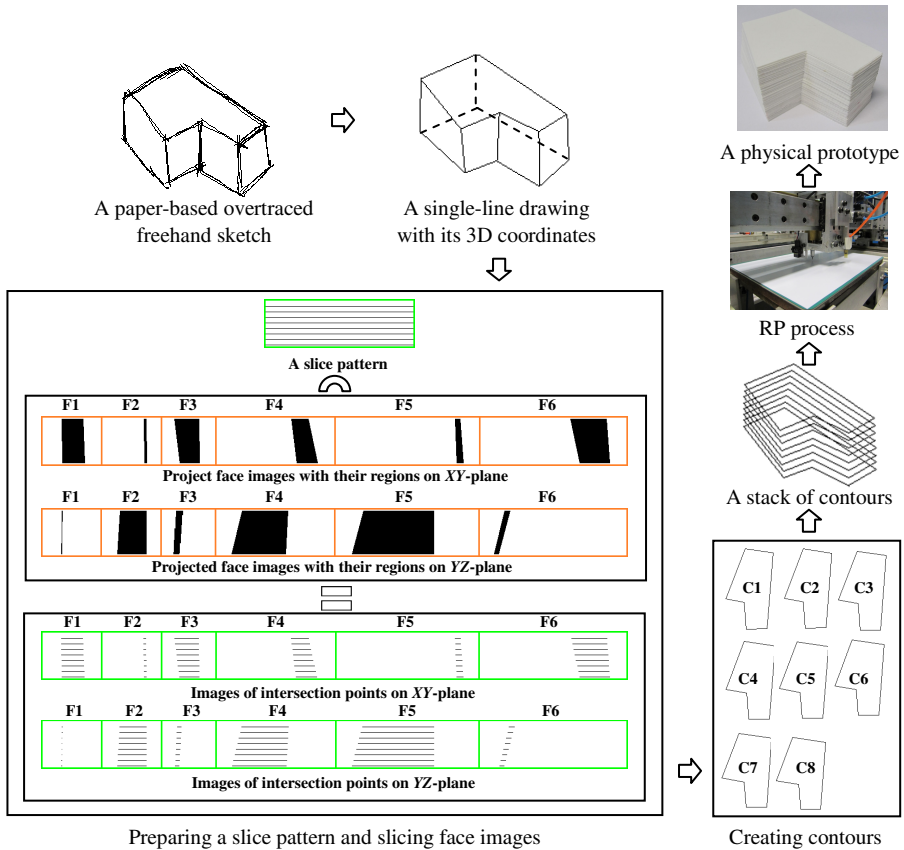 A paper-based overtraced
freehand sketch
A single-line drawing
with its 3D coordinates
A physical prototype
RP process
A stack of contours
A slice pattern
F1 F2 F3 F4 F5 F6
Project face images with their regions on XY-plane
F1 F2 F3 F4 F5 F6
Projected face images with their regions on YZ-plane
F1 F2 F3 F4 F5 F6
Images of intersection points on XY-plane
F1 F2 F3 F4 F5 F6
Images of intersection points on YZ-plane
Preparing a slice pattern and slicing face images
C1 C2 C3
C4 C5 C6
C7 C8
Creating contours